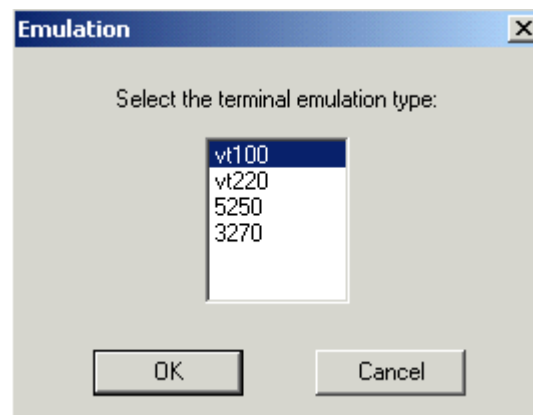 Emulation
Select the terminal emulation type:
vt100
vt220
5250
3270
OK
Cancel